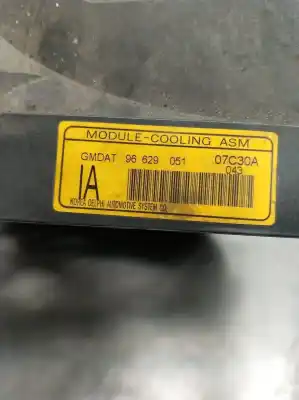 MODULE-COOLING ASM
GMDAT 96 629 051 07C30A
IA 043
KOREA DELPHI AUTOMOTIVE SYSTEM CO.